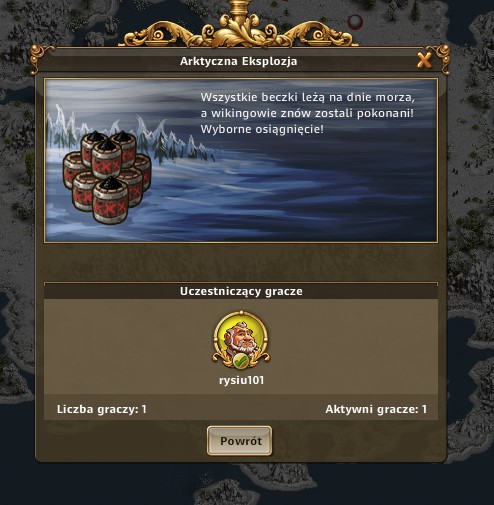 Arktyczna Eksplozja
Wszystkie beczki leżą na dnie morza,
a wikingowie znów zostali pokonani!
Wyborne osiągnięcie!
Uczestniczący gracze
rysiu101
Liczba graczy: 1
Aktywni gracze: 1
Powrót